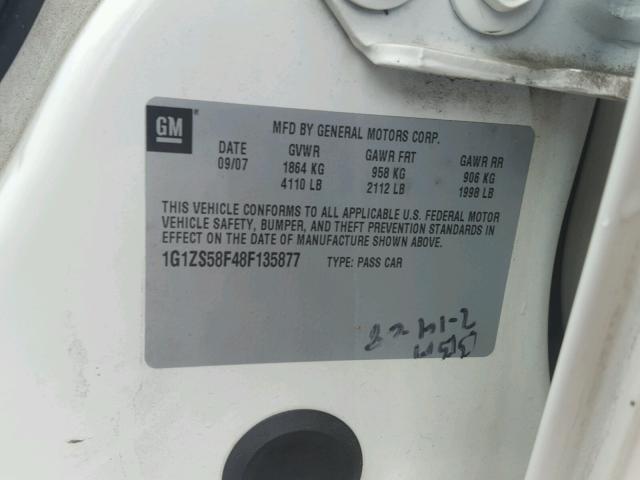 GM
MFD BY GENERAL MOTORS CORP.
DATE GVWR GAWR FRT GAWR RR
09/07 1864 KG 958 KG 906 KG
4110 LB 2112 LB 1998 LB
THIS VEHICLE CONFORMS TO ALL APPLICABLE U.S. FEDERAL MOTOR
VEHICLE SAFETY, BUMPER, AND THEFT PREVENTION STANDARDS IN
EFFECT ON THE DATE OF MANUFACTURE SHOWN ABOVE.
1G1ZS58F48F135877 TYPE: PASS CAR